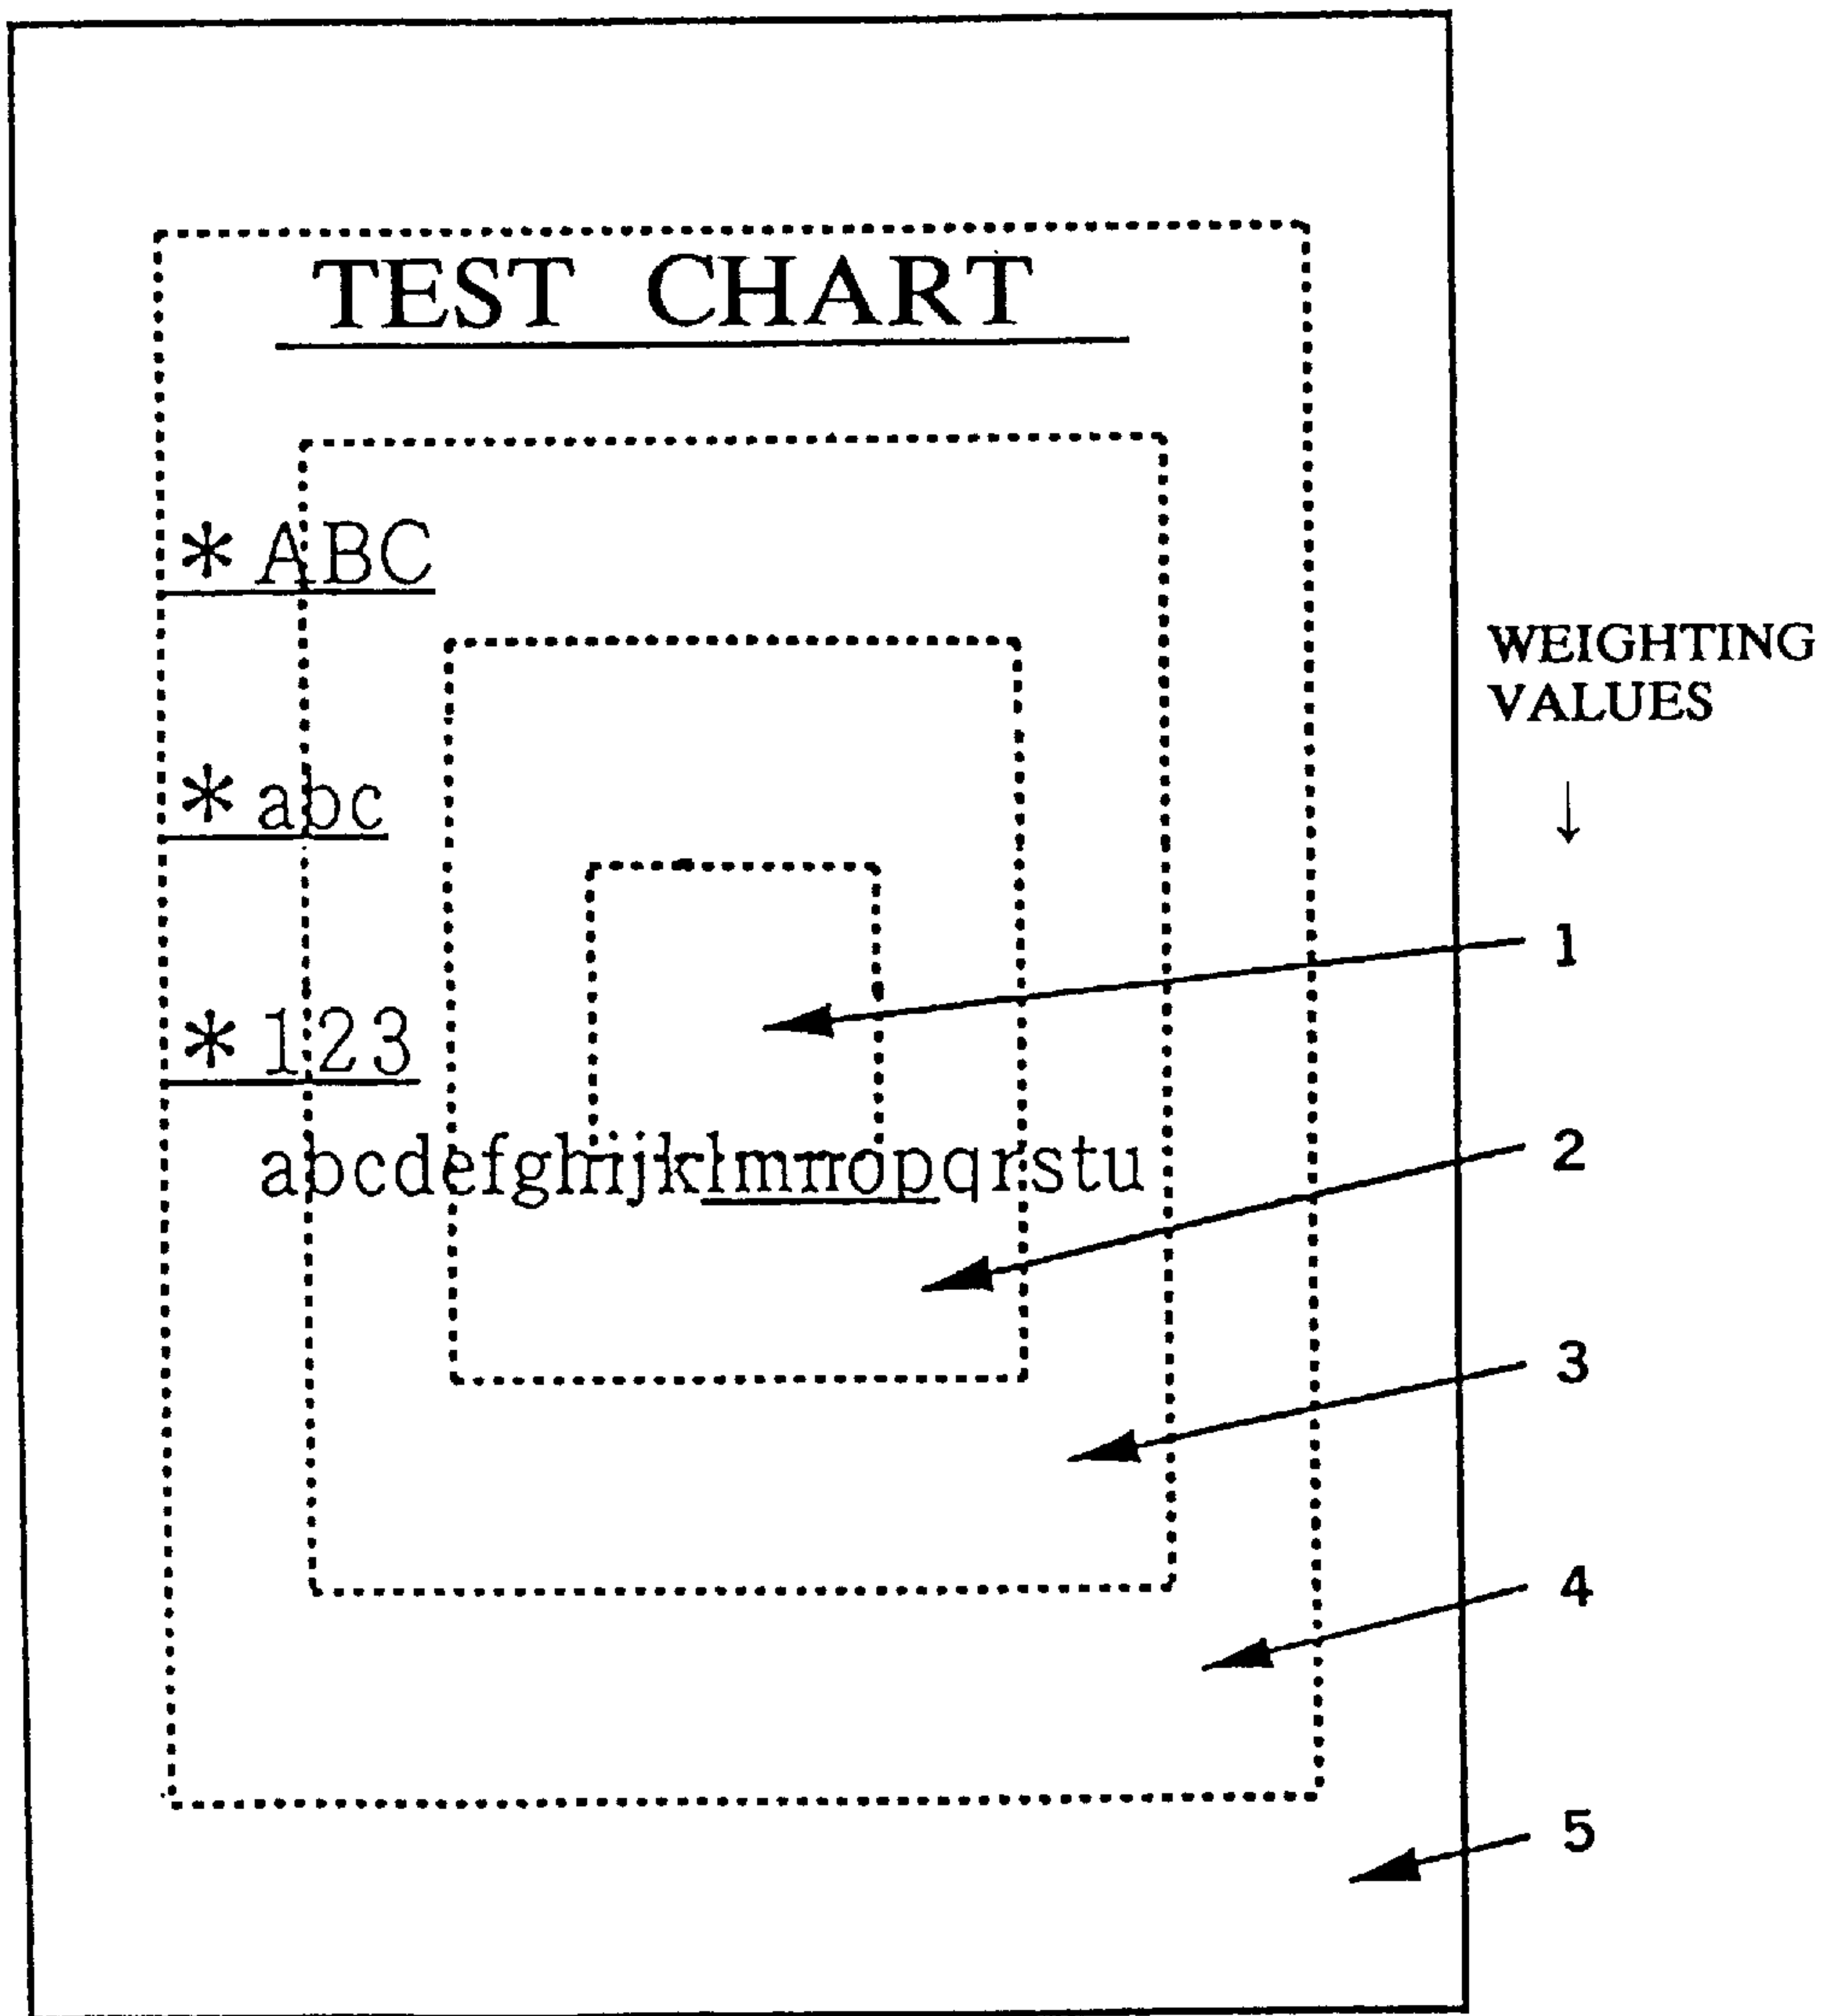 TEST CHART
*ABC
WEIGHTING
VALUES
↓
*abc
1
*123
abcdefghijklmnopqrstu
2
3
4
5